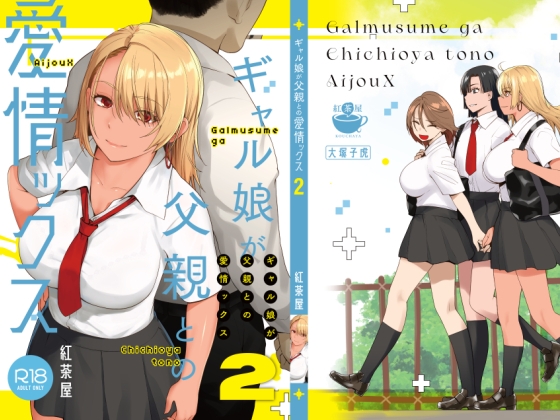 愛情ックス
AijouX
ギャル娘が
Galmusume
ga
父親との
Chichioya
tono
ギャル娘が
父親との
愛情ックス
2
紅茶屋
R18
ADULT ONLY
ギャル娘が父親との愛情ックス
2
紅茶屋
Galmusume ga
Chichioya tono
AijouX
紅茶屋
KOUCHAYA
大塚子虎